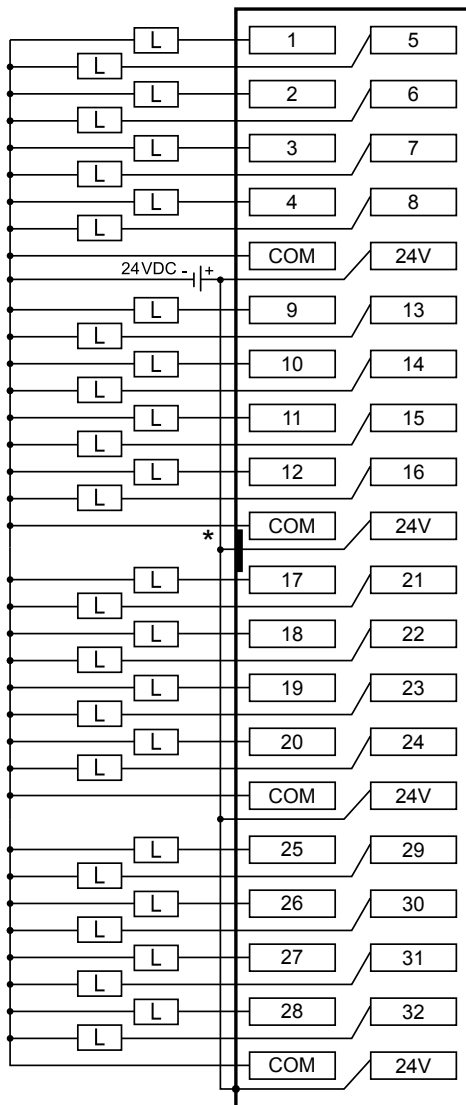 L 1 5
L
L 2 6
L
L 3 7
L
L 4 8
L
COM 24V
24VDC - +
L 9 13
L
L 10 14
L
L 11 15
L
L 12 16
L
COM 24V
*
L 17 21
L
L 18 22
L
L 19 23
L
L 20 24
L
COM 24V
L 25 29
L
L 26 30
L
L 27 31
L
L 28 32
L
COM 24V